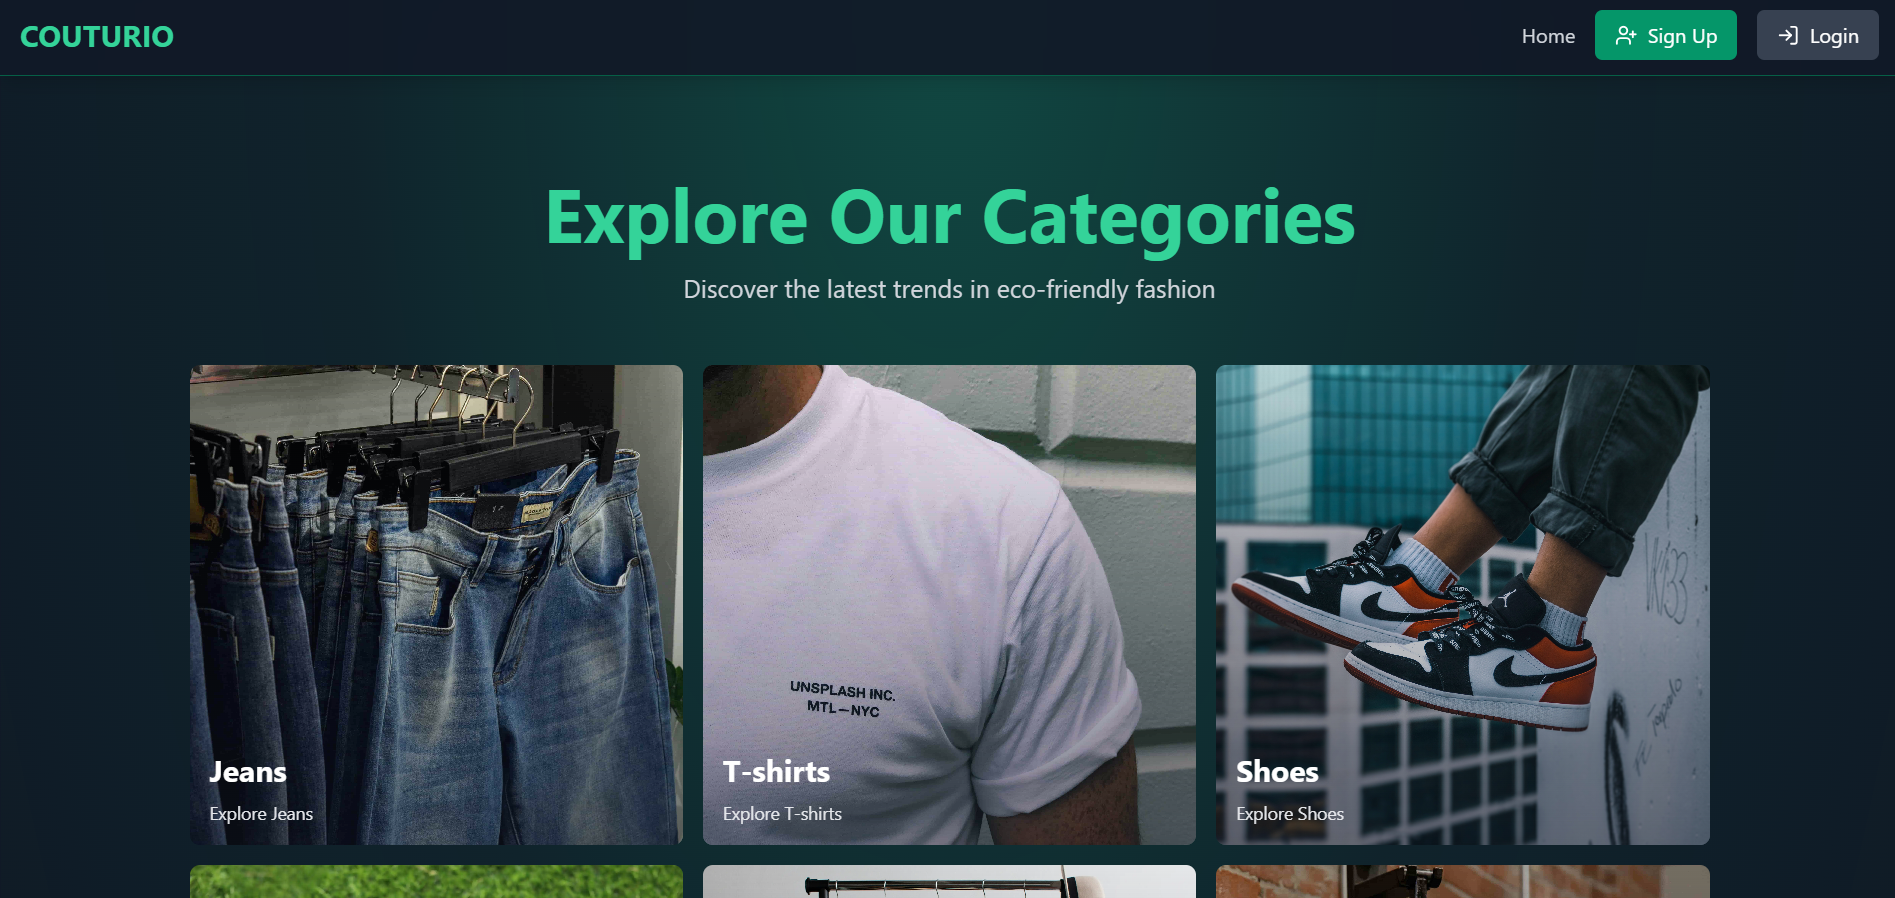 COUTURIO
Home
Sign Up
Login
Explore Our Categories
Discover the latest trends in eco-friendly fashion
UNSPLASH INC.
MTL—NYC
Jeans
Explore Jeans
T-shirts
Explore T-shirts
Shoes
Explore Shoes